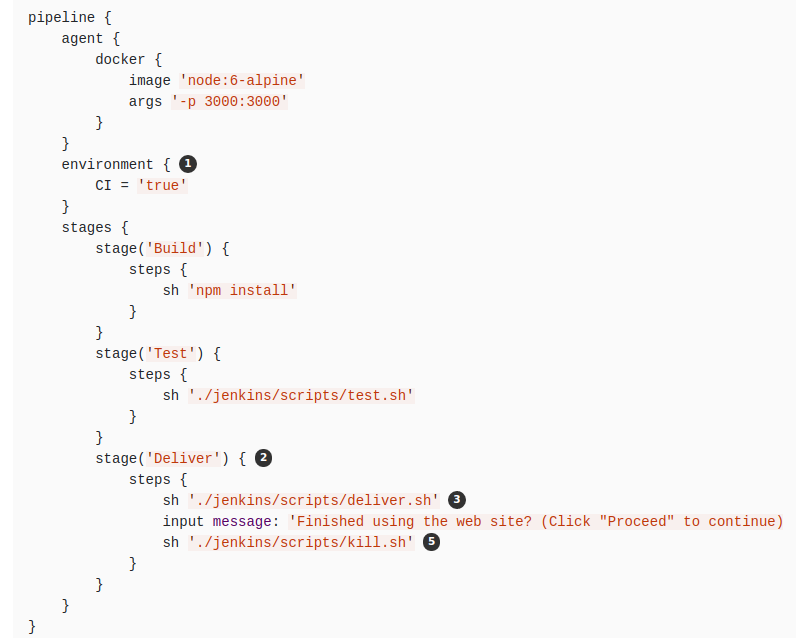 pipeline {
    agent {
        docker {
            image 'node:6-alpine'
            args '-p 3000:3000'
        }
    }
    environment { 1
        CI = 'true'
    }
    stages {
        stage('Build') {
            steps {
                sh 'npm install'
            }
        }
        stage('Test') {
            steps {
                sh './jenkins/scripts/test.sh'
            }
        }
        stage('Deliver') { 2
            steps {
                sh './jenkins/scripts/deliver.sh' 3
                input message: 'Finished using the web site? (Click "Proceed" to continue)
                sh './jenkins/scripts/kill.sh' 5
            }
        }
    }
}